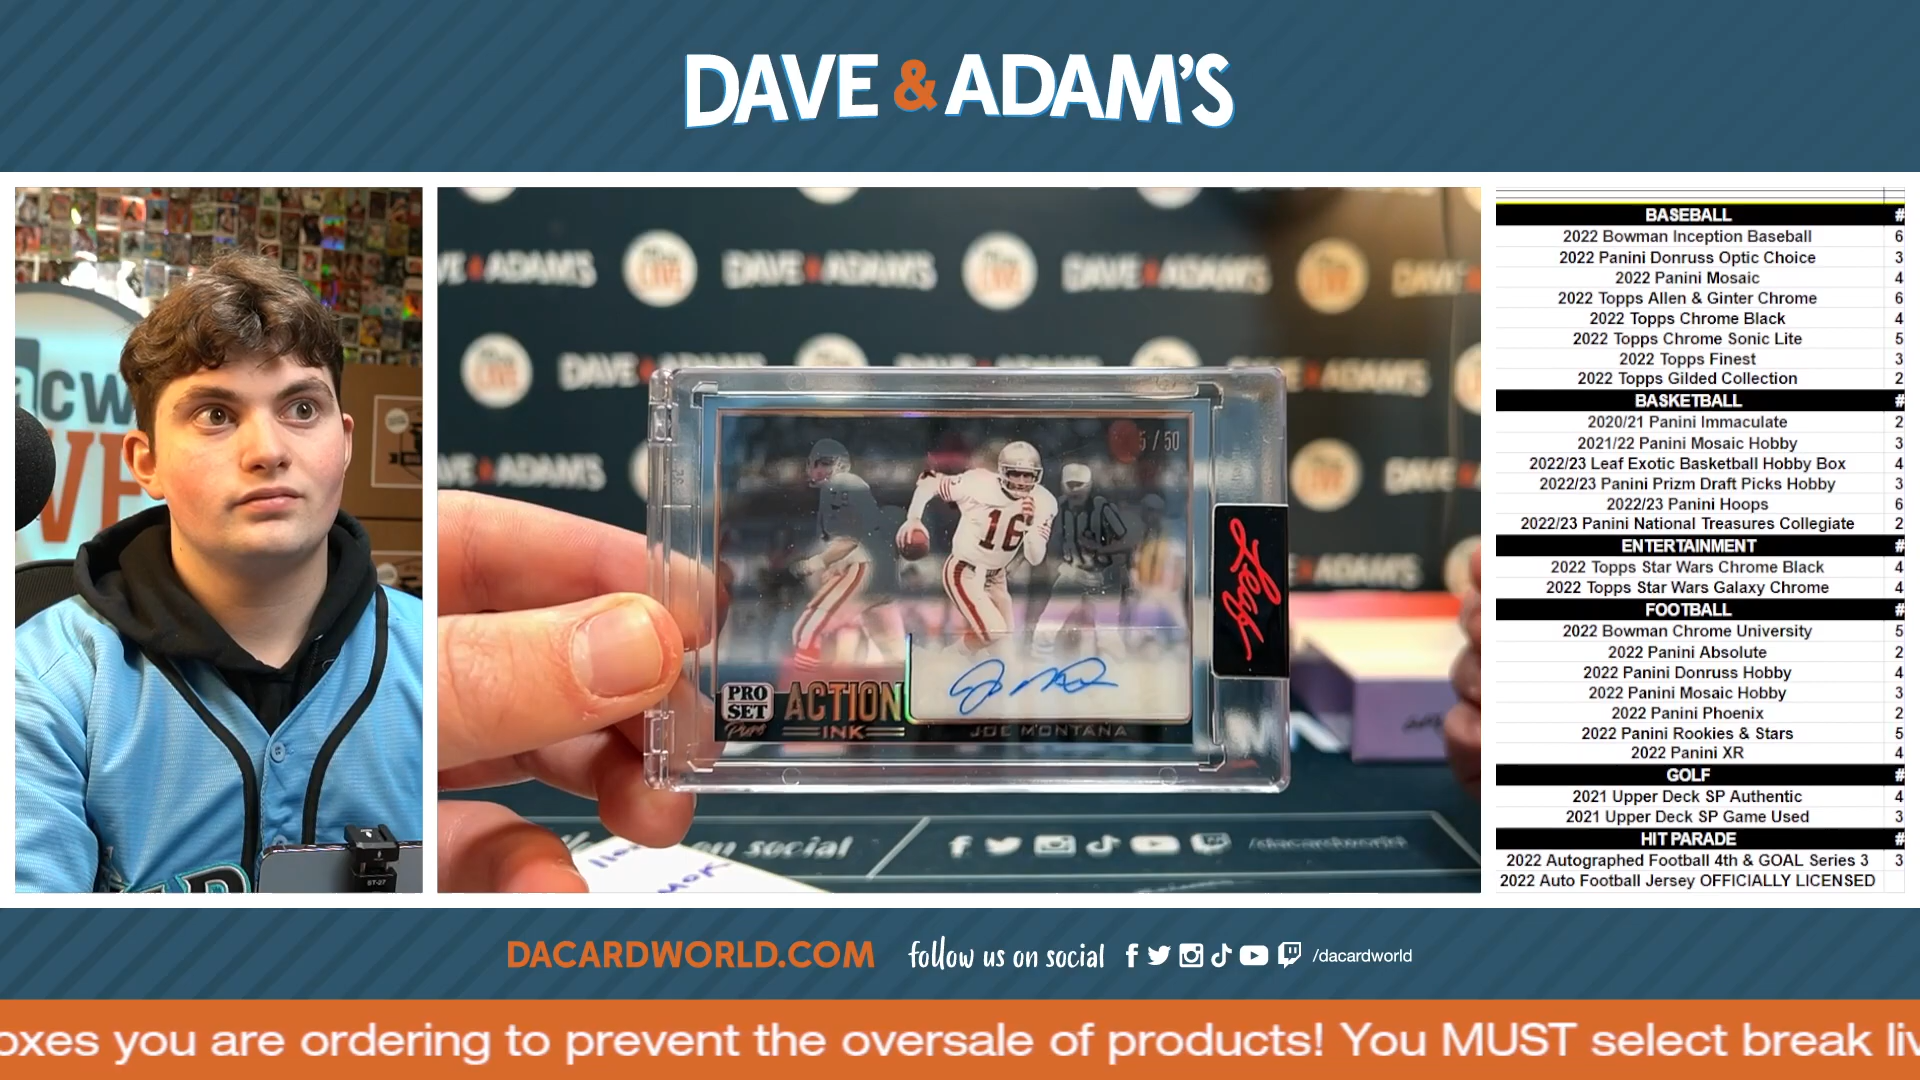 DAVE & ADAM'S
BASEBALL #
2022 Bowman Inception Baseball 6
2022 Panini Donruss Optic Choice 3
2022 Panini Mosaic 4
2022 Topps Allen & Ginter Chrome 6
2022 Topps Chrome Black 4
2022 Topps Chrome Sonic Lite 5
2022 Topps Finest 3
2022 Topps Gilded Collection 2
BASKETBALL #
2020/21 Panini Immaculate 2
2021/22 Panini Mosaic Hobby 3
2022/23 Leaf Exotic Basketball Hobby Box 4
2022/23 Panini Prizm Draft Picks Hobby 3
2022/23 Panini Hoops 6
2022/23 Panini National Treasures Collegiate 2
ENTERTAINMENT #
2022 Topps Star Wars Chrome Black 4
2022 Topps Star Wars Galaxy Chrome 4
FOOTBALL #
2022 Bowman Chrome University 5
2022 Panini Absolute 2
2022 Panini Donruss Hobby 4
2022 Panini Mosaic Hobby 3
2022 Panini Phoenix 2
2022 Panini Rookies & Stars 5
2022 Panini XR 4
GOLF #
2021 Upper Deck SP Authentic 4
2021 Upper Deck SP Game Used 3
HIT PARADE #
2022 Autographed Football 4th & GOAL Series 3 3
2022 Auto Football Jersey OFFICIALLY LICENSED
DAVE & ADAM'S
DAVE & ADAM'S
5 / 50
16
Leaf
PRO SET Pure
ACTION INK
JOE MONTANA
on social
DACARDWORLD.COM follow us on social /dacardworld
oxes you are ordering to prevent the oversale of products! You MUST select break liv